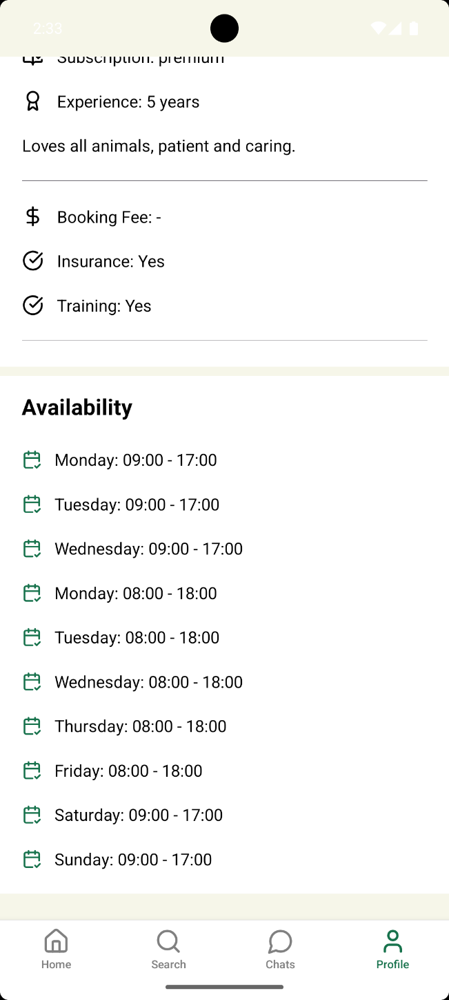 2:33
Subscription: premium
Experience: 5 years
Loves all animals, patient and caring.
Booking Fee: -
Insurance: Yes
Training: Yes
Availability
Monday: 09:00 - 17:00
Tuesday: 09:00 - 17:00
Wednesday: 09:00 - 17:00
Monday: 08:00 - 18:00
Tuesday: 08:00 - 18:00
Wednesday: 08:00 - 18:00
Thursday: 08:00 - 18:00
Friday: 08:00 - 18:00
Saturday: 09:00 - 17:00
Sunday: 09:00 - 17:00
Home Search Chats Profile